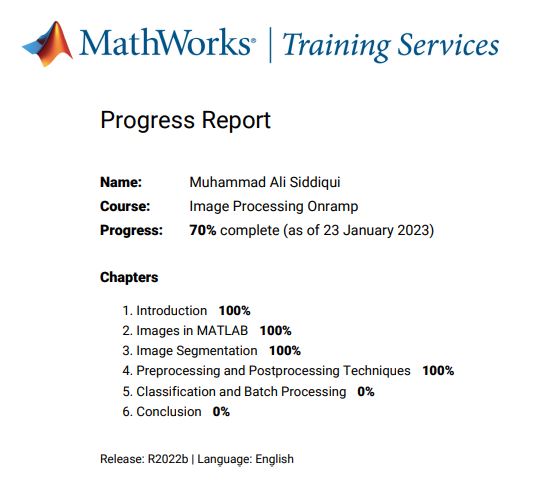 MathWorks® | Training Services
Progress Report
Name: Muhammad Ali Siddiqui
Course: Image Processing Onramp
Progress: 70% complete (as of 23 January 2023)
Chapters
1. Introduction 100%
2. Images in MATLAB 100%
3. Image Segmentation 100%
4. Preprocessing and Postprocessing Techniques 100%
5. Classification and Batch Processing 0%
6. Conclusion 0%
Release: R2022b | Language: English